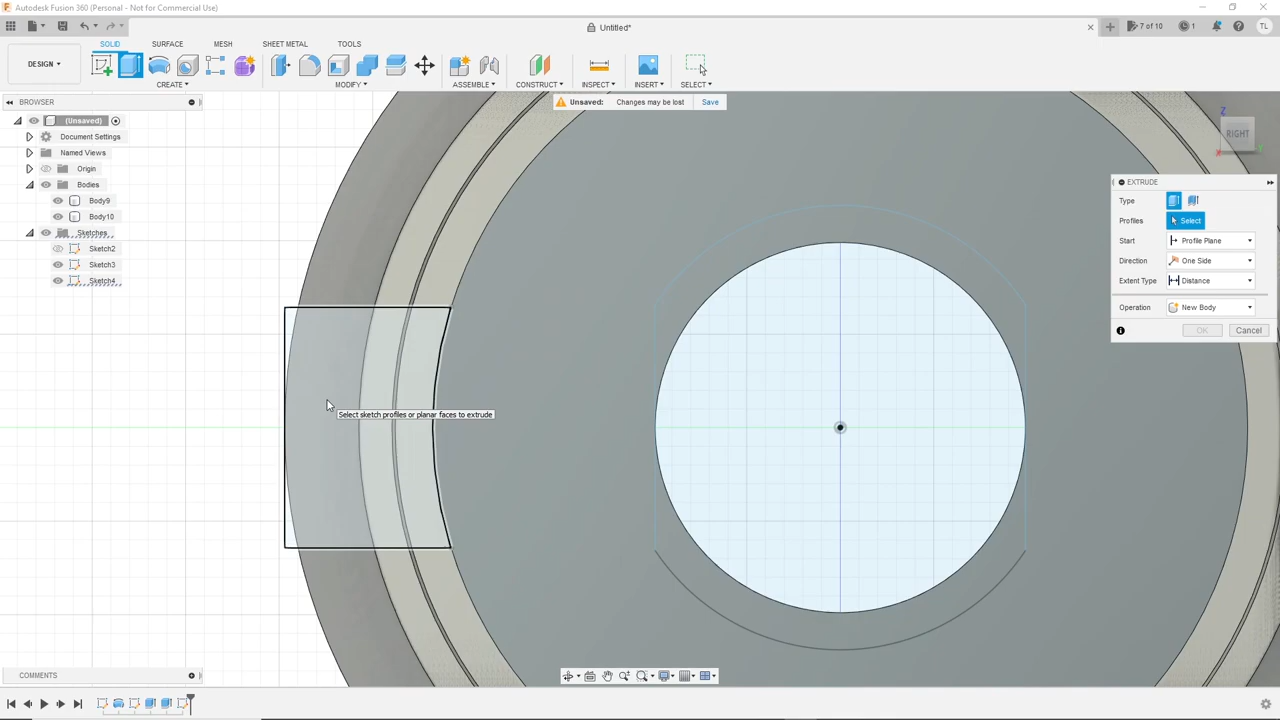 Autodesk Fusion 360 (Personal - Not for Commercial Use)
Untitled*
7 of 10
1
TL
DESIGN
SOLID
SURFACE
MESH
SHEET METAL
TOOLS
CREATE
MODIFY
ASSEMBLE
CONSTRUCT
INSPECT
INSERT
SELECT
BROWSER
Unsaved:
Changes may be lost
Save
(Unsaved)
Document Settings
Named Views
Origin
Bodies
Body9
Body10
Sketches
Sketch2
Sketch3
Sketch4
Z
RIGHT
X
Y
EXTRUDE
Type
Profiles
Select
Start
Profile Plane
Direction
One Side
Extent Type
Distance
Operation
New Body
OK
Cancel
Select sketch profiles or planar faces to extrude
COMMENTS